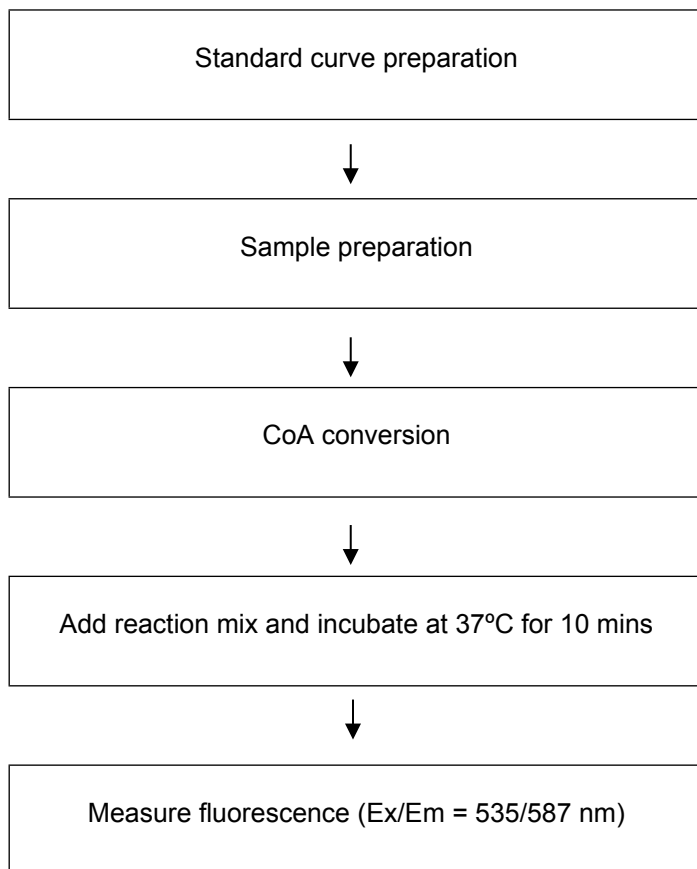 Standard curve preparation
Sample preparation
CoA conversion
Add reaction mix and incubate at 37ºC for 10 mins
Measure fluorescence (Ex/Em = 535/587 nm)